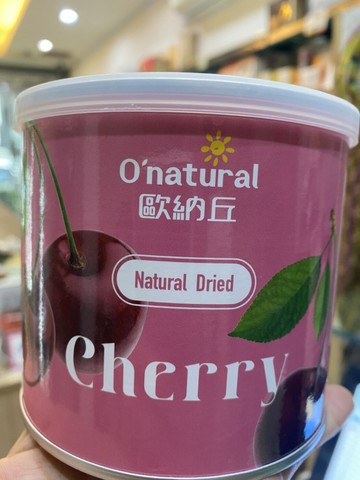 O'natural
歐納丘
Natural Dried
Cherry